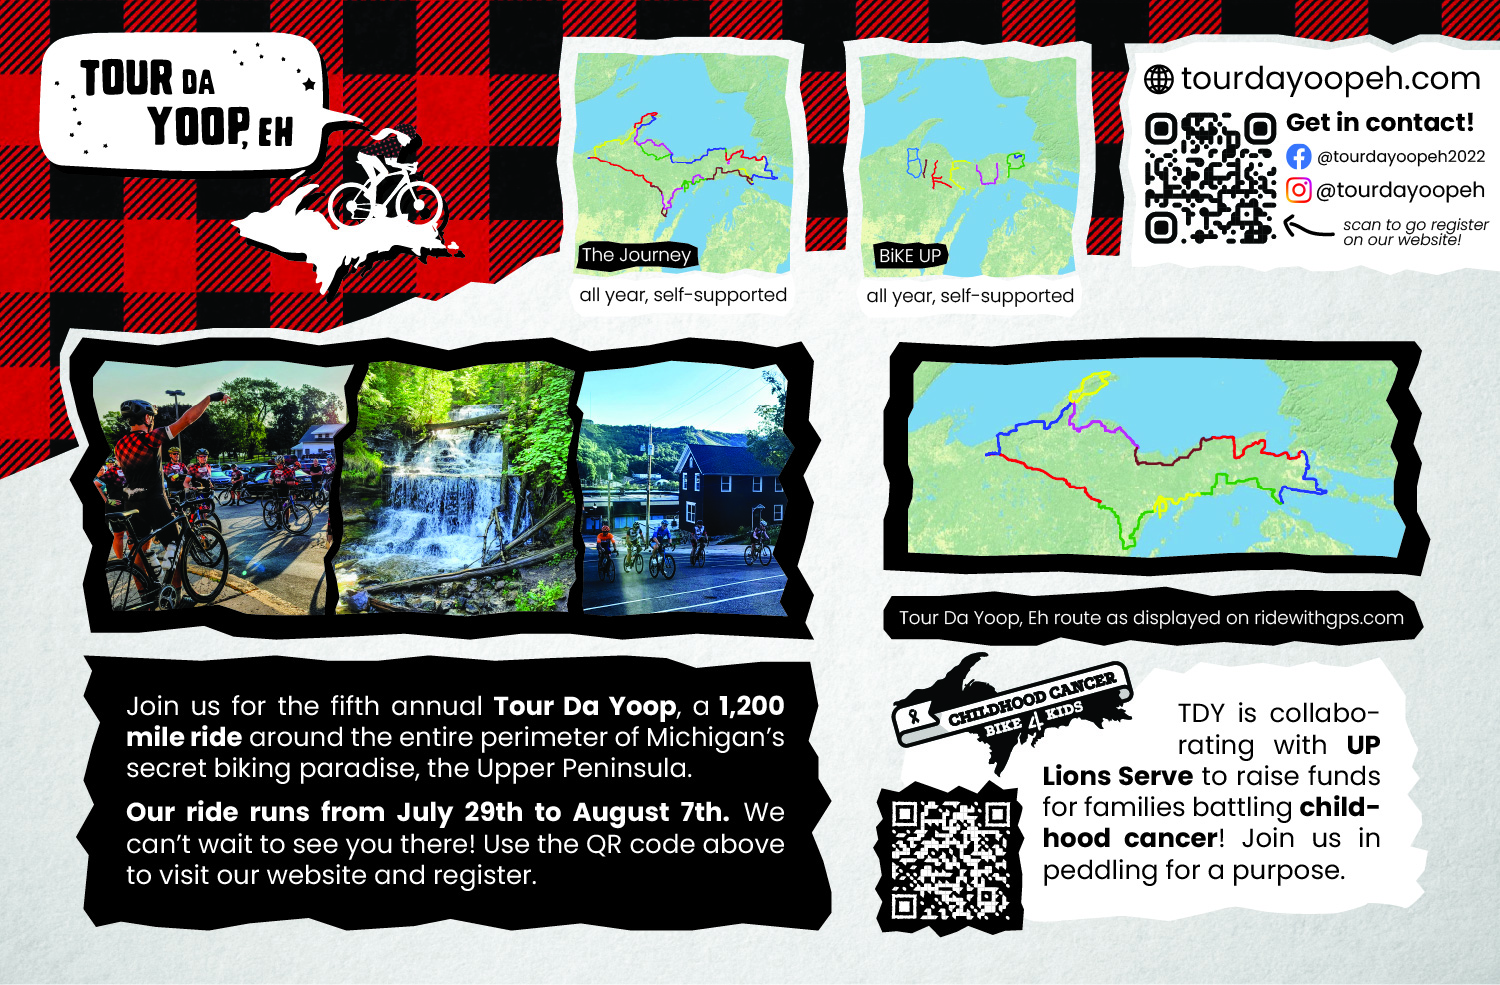 TOUR DA
YOOP, EH
The Journey
all year, self-supported
BiKE UP
all year, self-supported
tourdayoopeh.com
Get in contact!
@tourdayoopeh2022
@tourdayoopeh
scan to go register
on our website!
Tour Da Yoop, Eh route as displayed on ridewithgps.com
Join us for the fifth annual Tour Da Yoop, a 1,200
mile ride around the entire perimeter of Michigan's
secret biking paradise, the Upper Peninsula.
Our ride runs from July 29th to August 7th. We
can't wait to see you there! Use the QR code above
to visit our website and register.
CHILDHOOD CANCER
BIKE 4 KIDS
TDY is collabo-
rating with UP
Lions Serve to raise funds
for families battling child-
hood cancer! Join us in
peddling for a purpose.